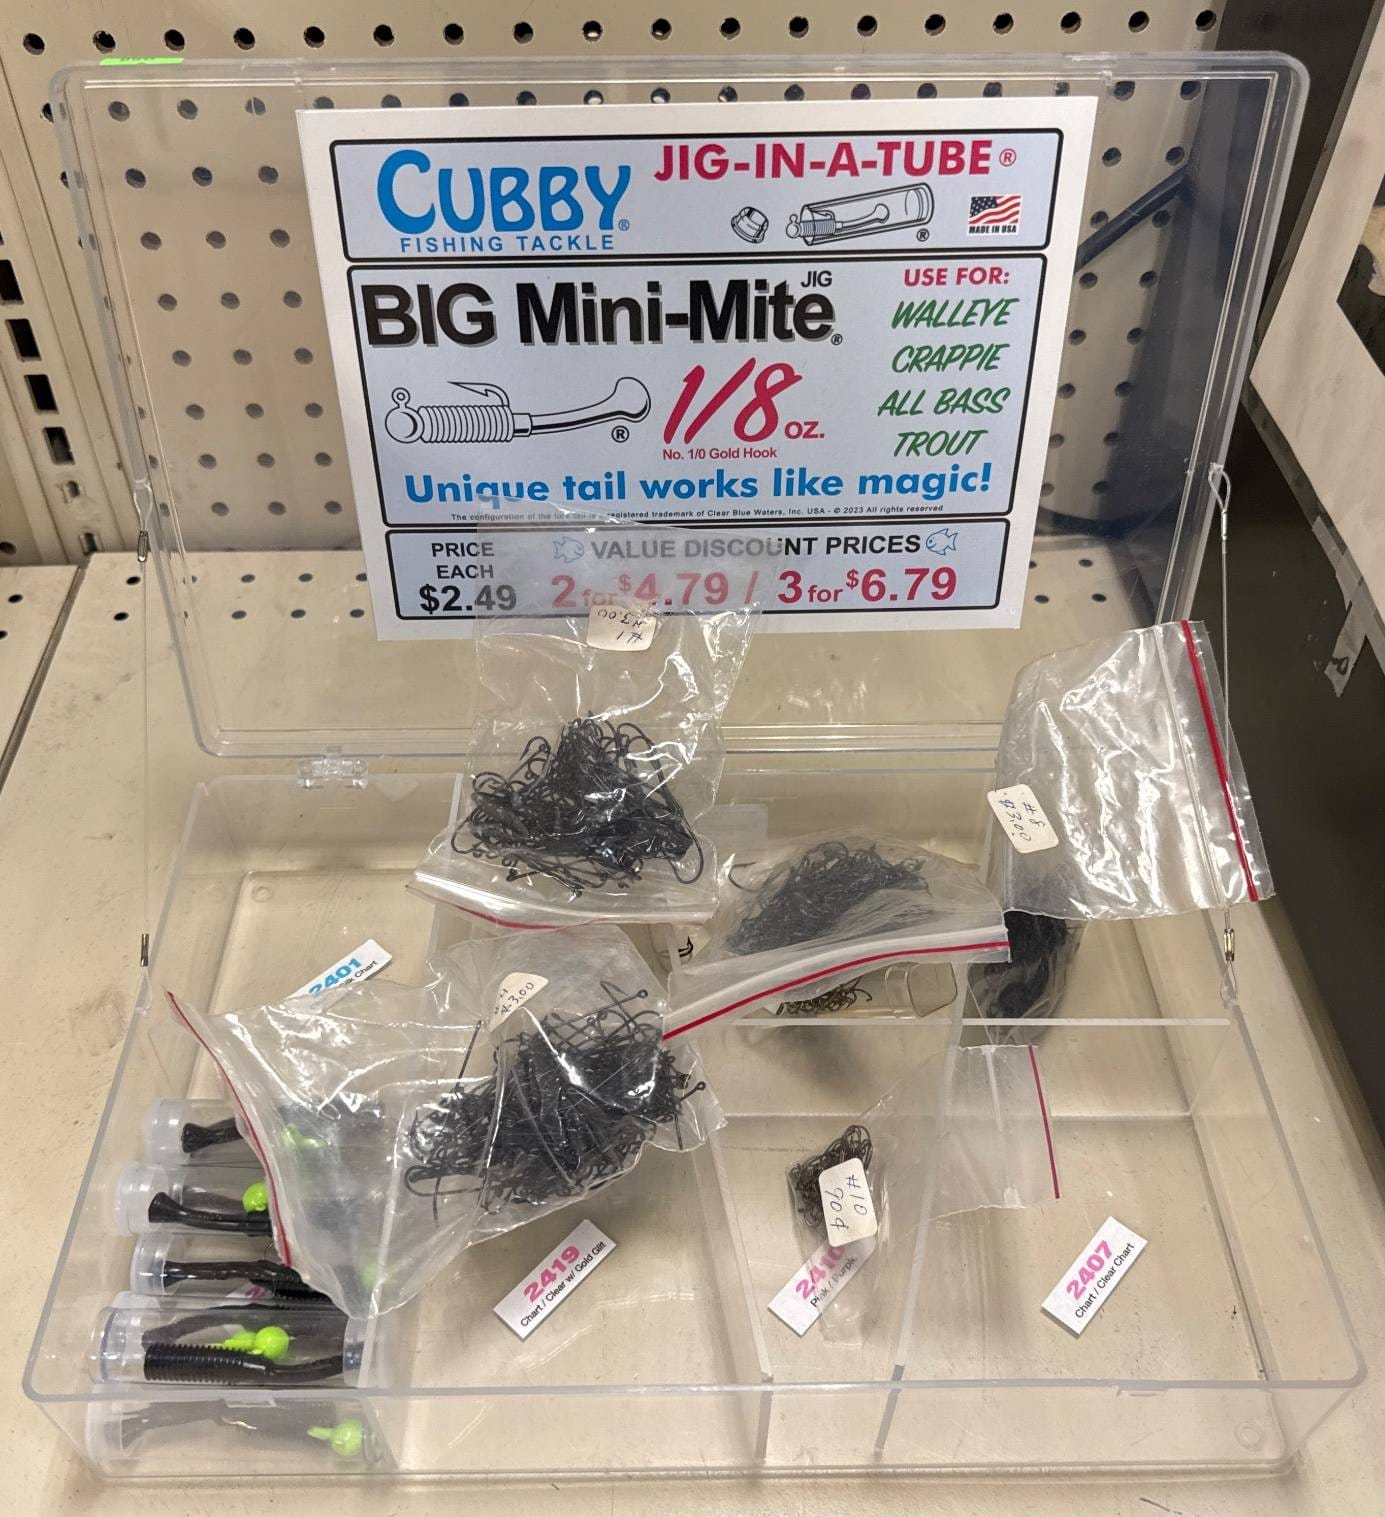 CUBBY®
FISHING TACKLE
JIG-IN-A-TUBE®
®
MADE IN USA
BIG Mini-Mite®
JIG
USE FOR:
WALLEYE
CRAPPIE
ALL BASS
TROUT
®
1/8 oz.
No. 1/0 Gold Hook
Unique tail works like magic!
The configuration of the lure tail is registered trademark of Clear Blue Waters, Inc. USA - © 2023 All rights reserved
PRICE
EACH
$2.49
VALUE DISCOUNT PRICES
2 for $4.79 / 3 for $6.79
#1
3.00
#8
$3.00
2401
Chart
3.00
#10
90¢
2419
Chart / Clear w/ Gold Glit
2410
Pink / Purple
2407
Chart / Clear Chart